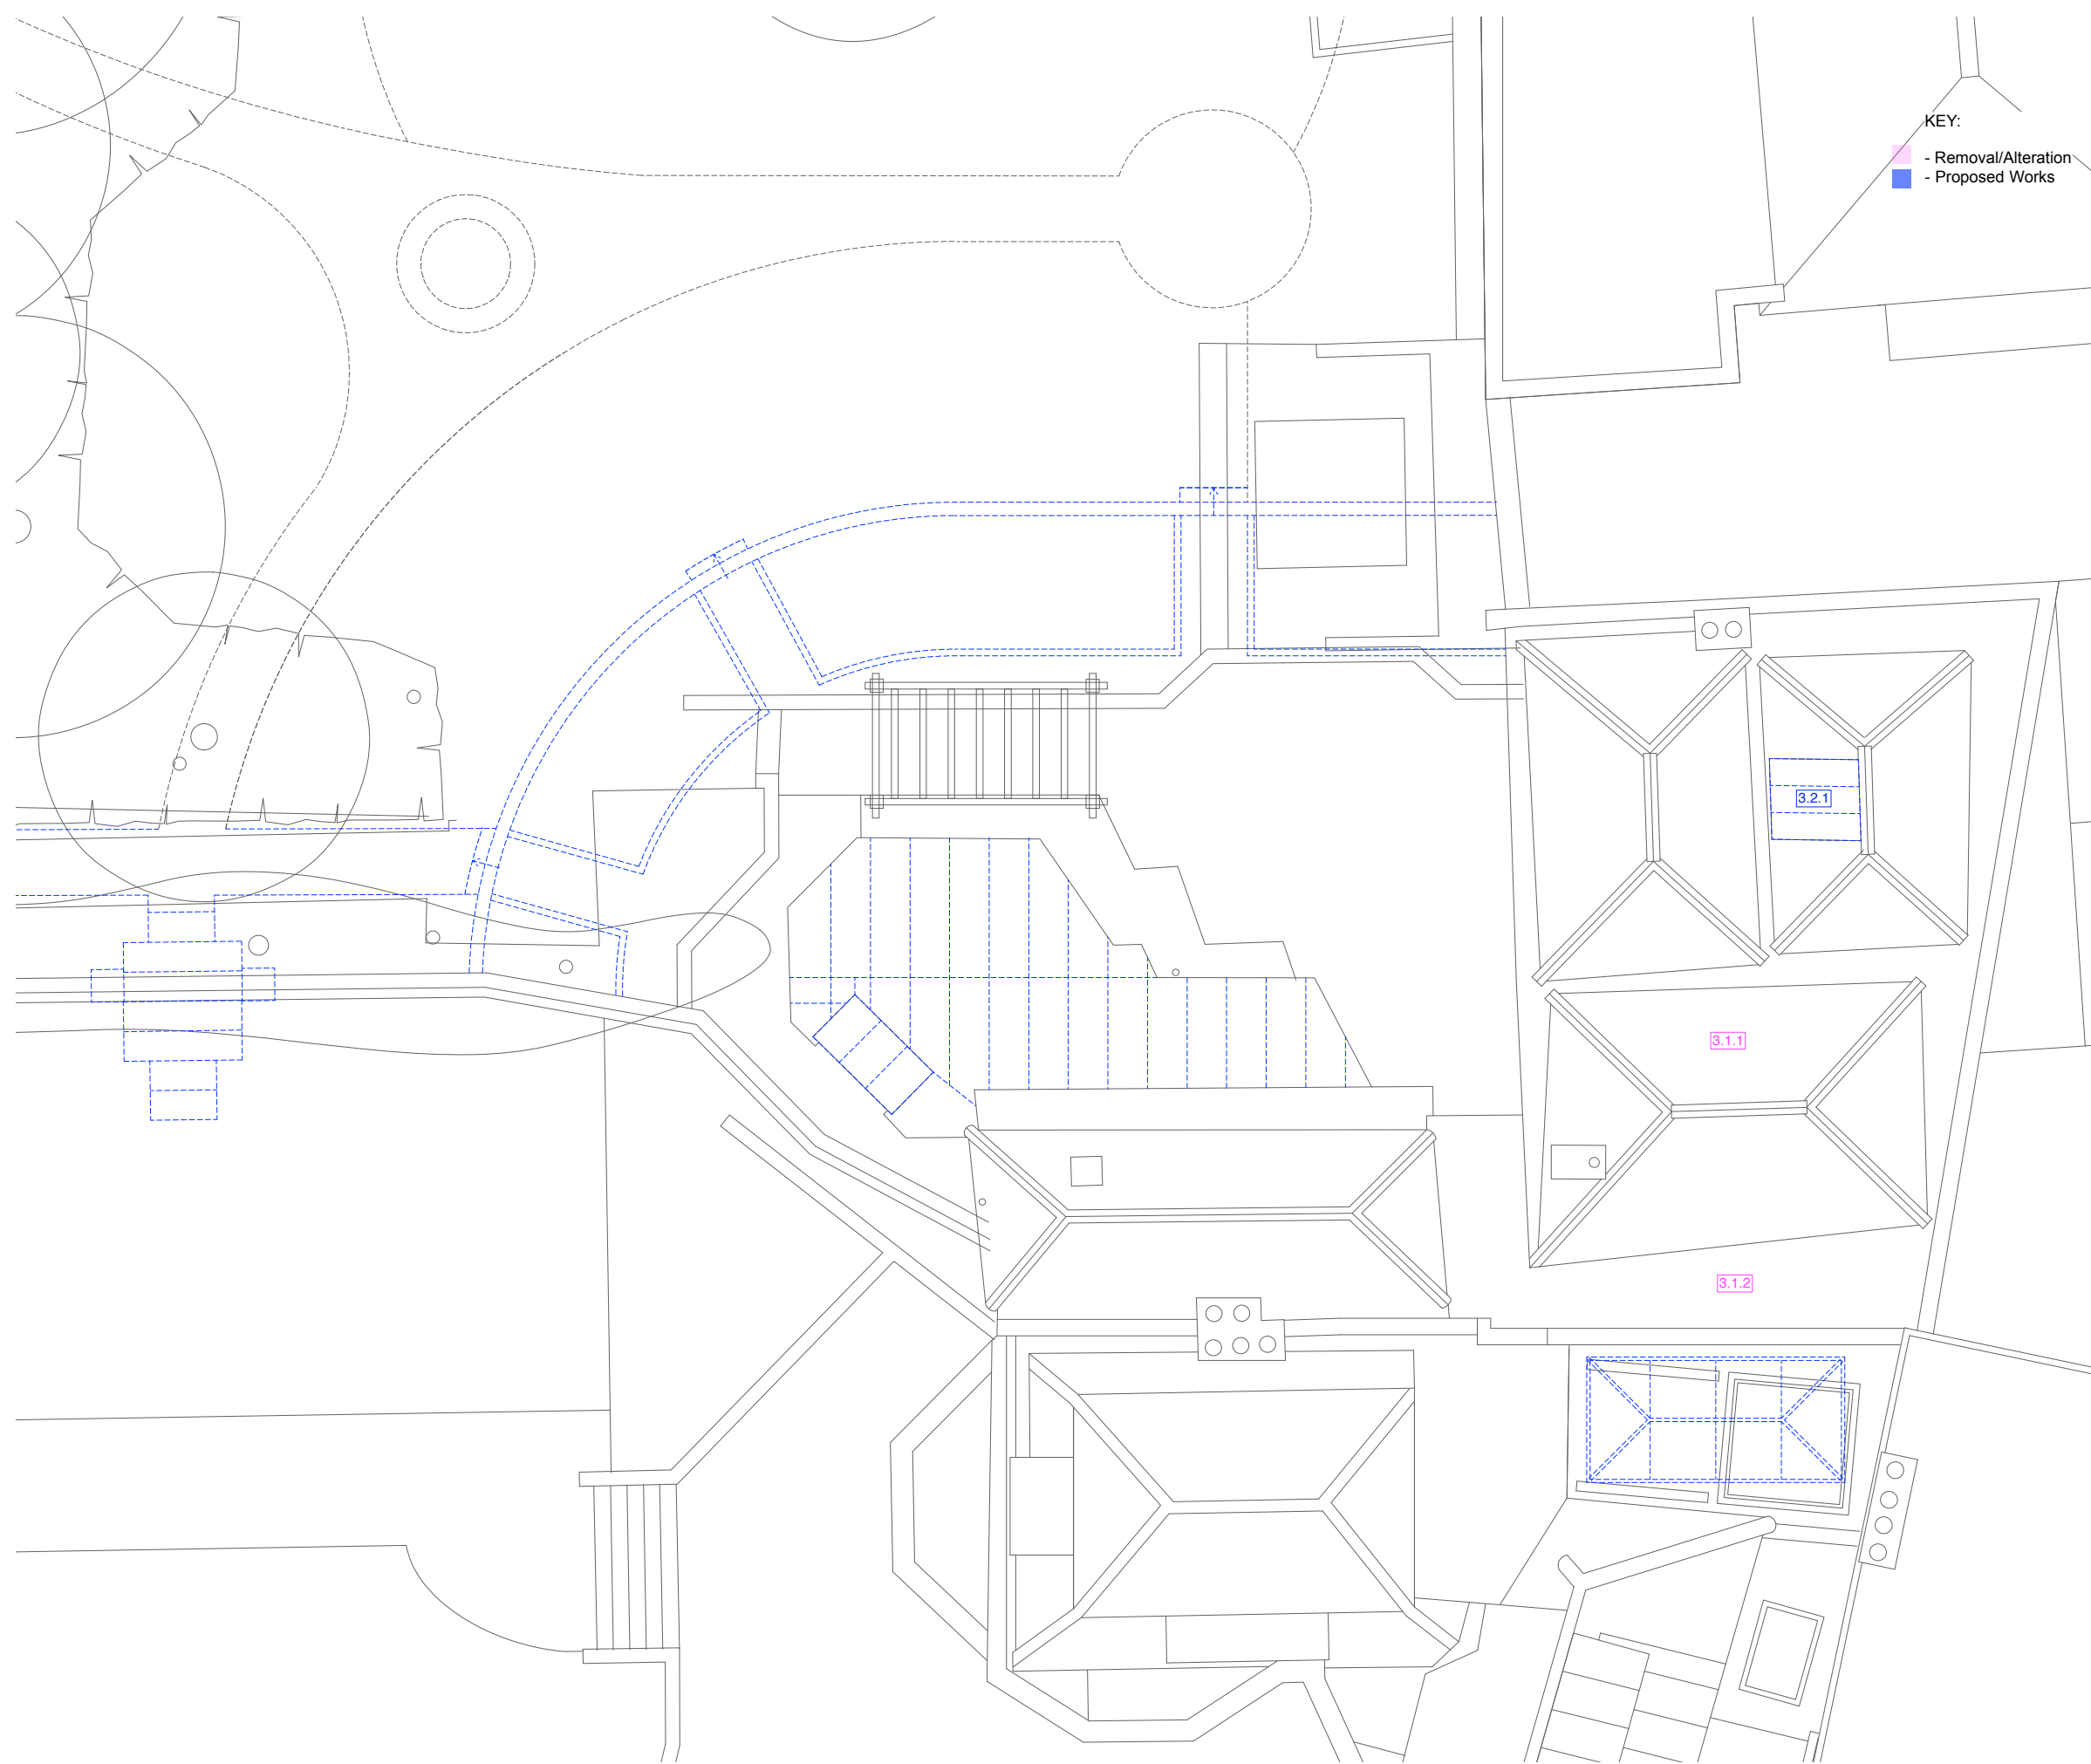 KEY:
- Removal/Alteration
- Proposed Works
3.2.1
3.1.1
3.1.2